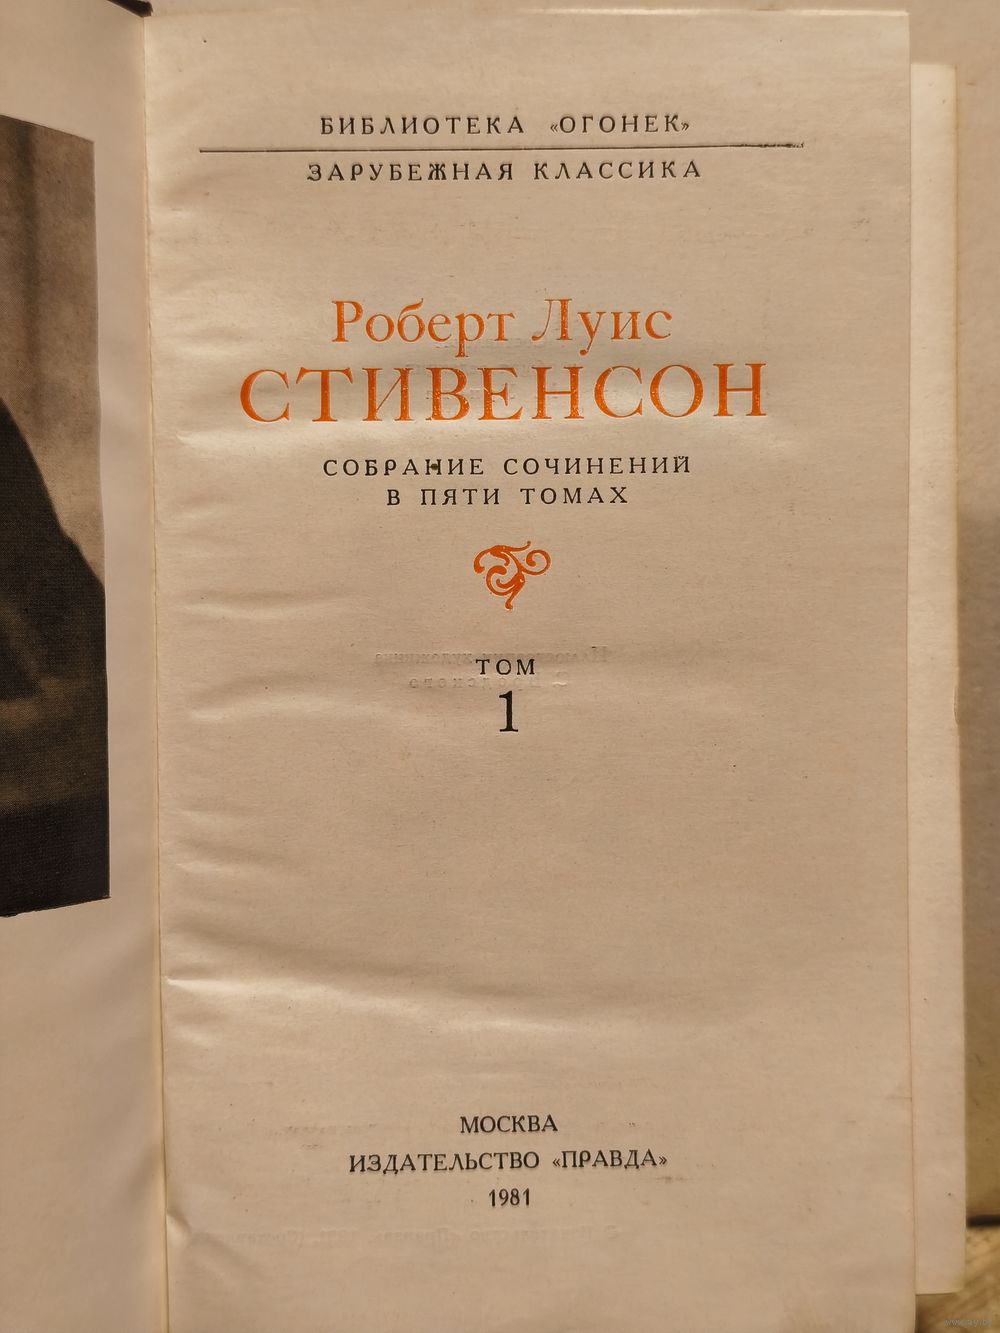 БИБЛИОТЕКА «ОГОНЕК»
ЗАРУБЕЖНАЯ КЛАССИКА
Роберт Луис
СТИВЕНСОН
СОБРАНИЕ СОЧИНЕНИЙ
В ПЯТИ ТОМАХ
ТОМ
1
МОСКВА
ИЗДАТЕЛЬСТВО «ПРАВДА»
1981